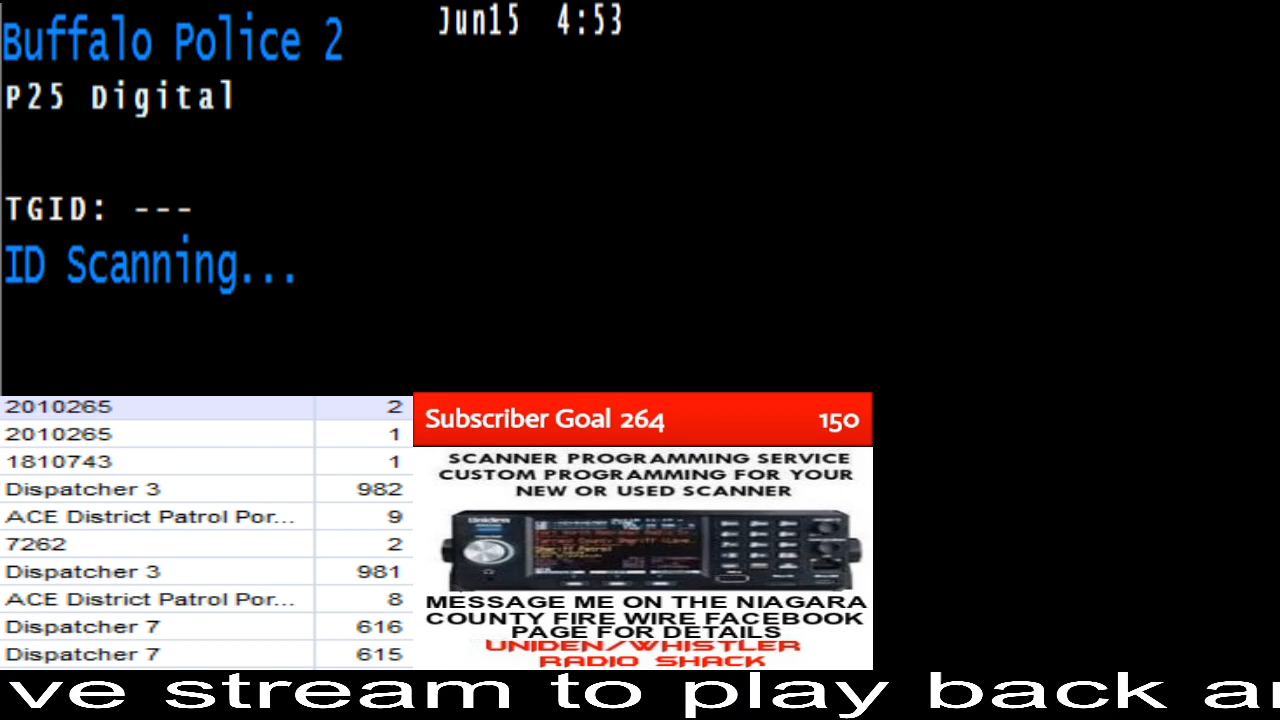 Buffalo Police 2
Jun15 4:53
P25 Digital
TGID: ---
ID Scanning...
2010265 2
2010265 1
1810743 1
Dispatcher 3 982
ACE District Patrol Por... 9
7262 2
Dispatcher 3 981
ACE District Patrol Por... 8
Dispatcher 7 616
Dispatcher 7 615
Subscriber Goal 264 150
SCANNER PROGRAMMING SERVICE
CUSTOM PROGRAMMING FOR YOUR
NEW OR USED SCANNER
Uniden
MESSAGE ME ON THE NIAGARA
COUNTY FIRE WIRE FACEBOOK
PAGE FOR DETAILS
UNIDEN/WHISTLER
RADIO SHACK
ve stream to play back ar